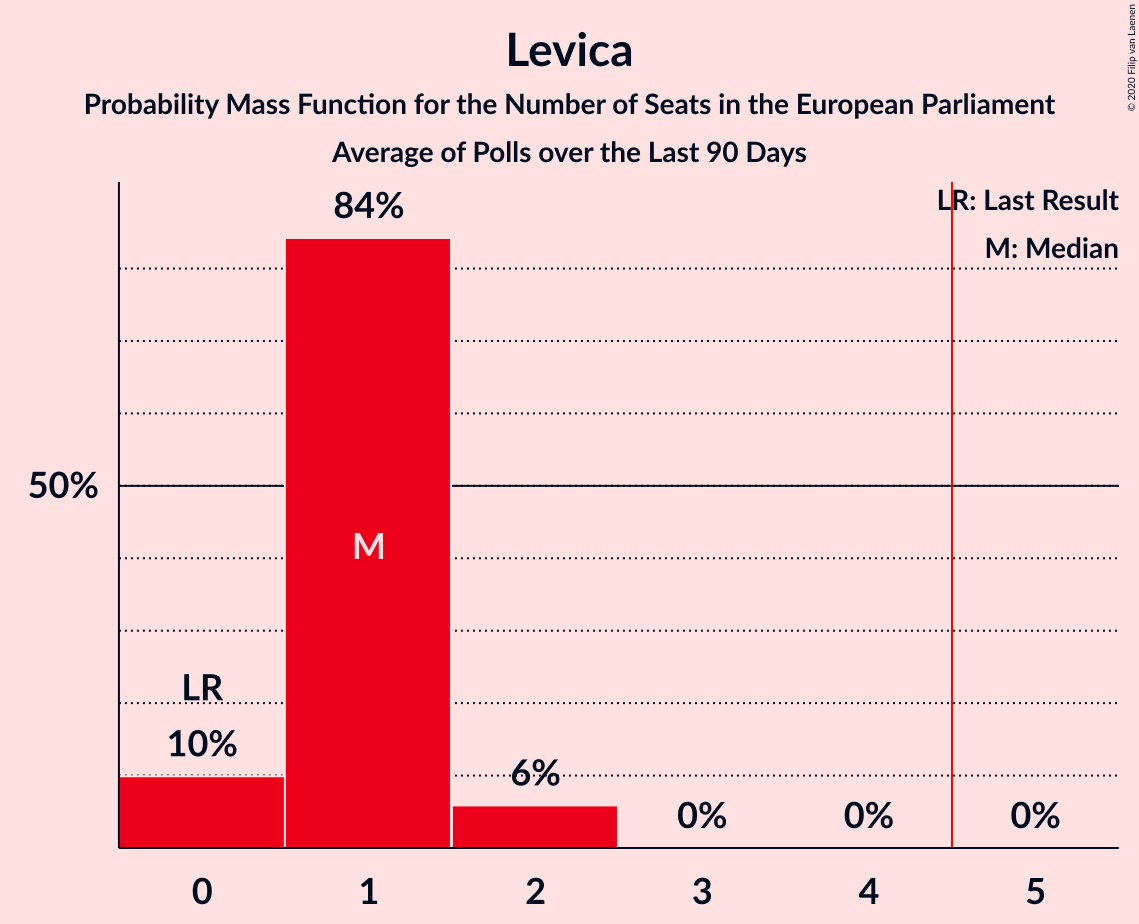 Levica
Probability Mass Function for the Number of Seats in the European Parliament
Average of Polls over the Last 90 Days
© 2020 Filip van Laenen
LR: Last Result
M: Median
84%
50%
M
LR
10%
6%
0%
0%
0%
0
1
2
3
4
5